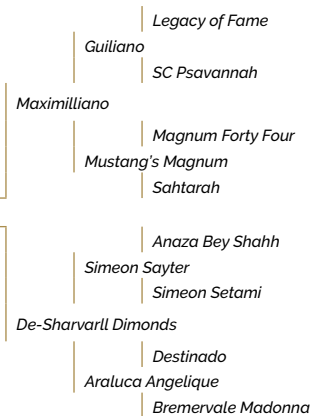 Legacy of Fame
Guiliano
SC Psavannah
Maximilliano
Magnum Forty Four
Mustang's Magnum
Sahtarah
Anaza Bey Shahh
Simeon Sayter
Simeon Setami
De-Sharvarll Dimonds
Destinado
Araluca Angelique
Bremervale Madonna